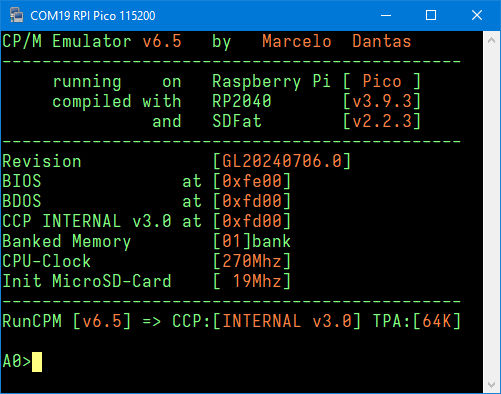 COM19 RPI Pico 115200
CP/M Emulator v6.5   by   Marcelo  Dantas
----------------------------------------------
     running    on   Raspberry Pi [ Pico ]
     compiled with   RP2040       [v3.9.3]
               and   SDFat        [v2.2.3]
----------------------------------------------
Revision             [GL20240706.0]
BIOS              at [0xfe00]
BDOS              at [0xfd00]
CCP INTERNAL v3.0 at [0xfd00]
Banked Memory        [01]bank
CPU-Clock            [270Mhz]
Init MicroSD-Card    [ 19Mhz]
----------------------------------------------
RunCPM [v6.5] => CCP:[INTERNAL v3.0] TPA:[64K]
A0>